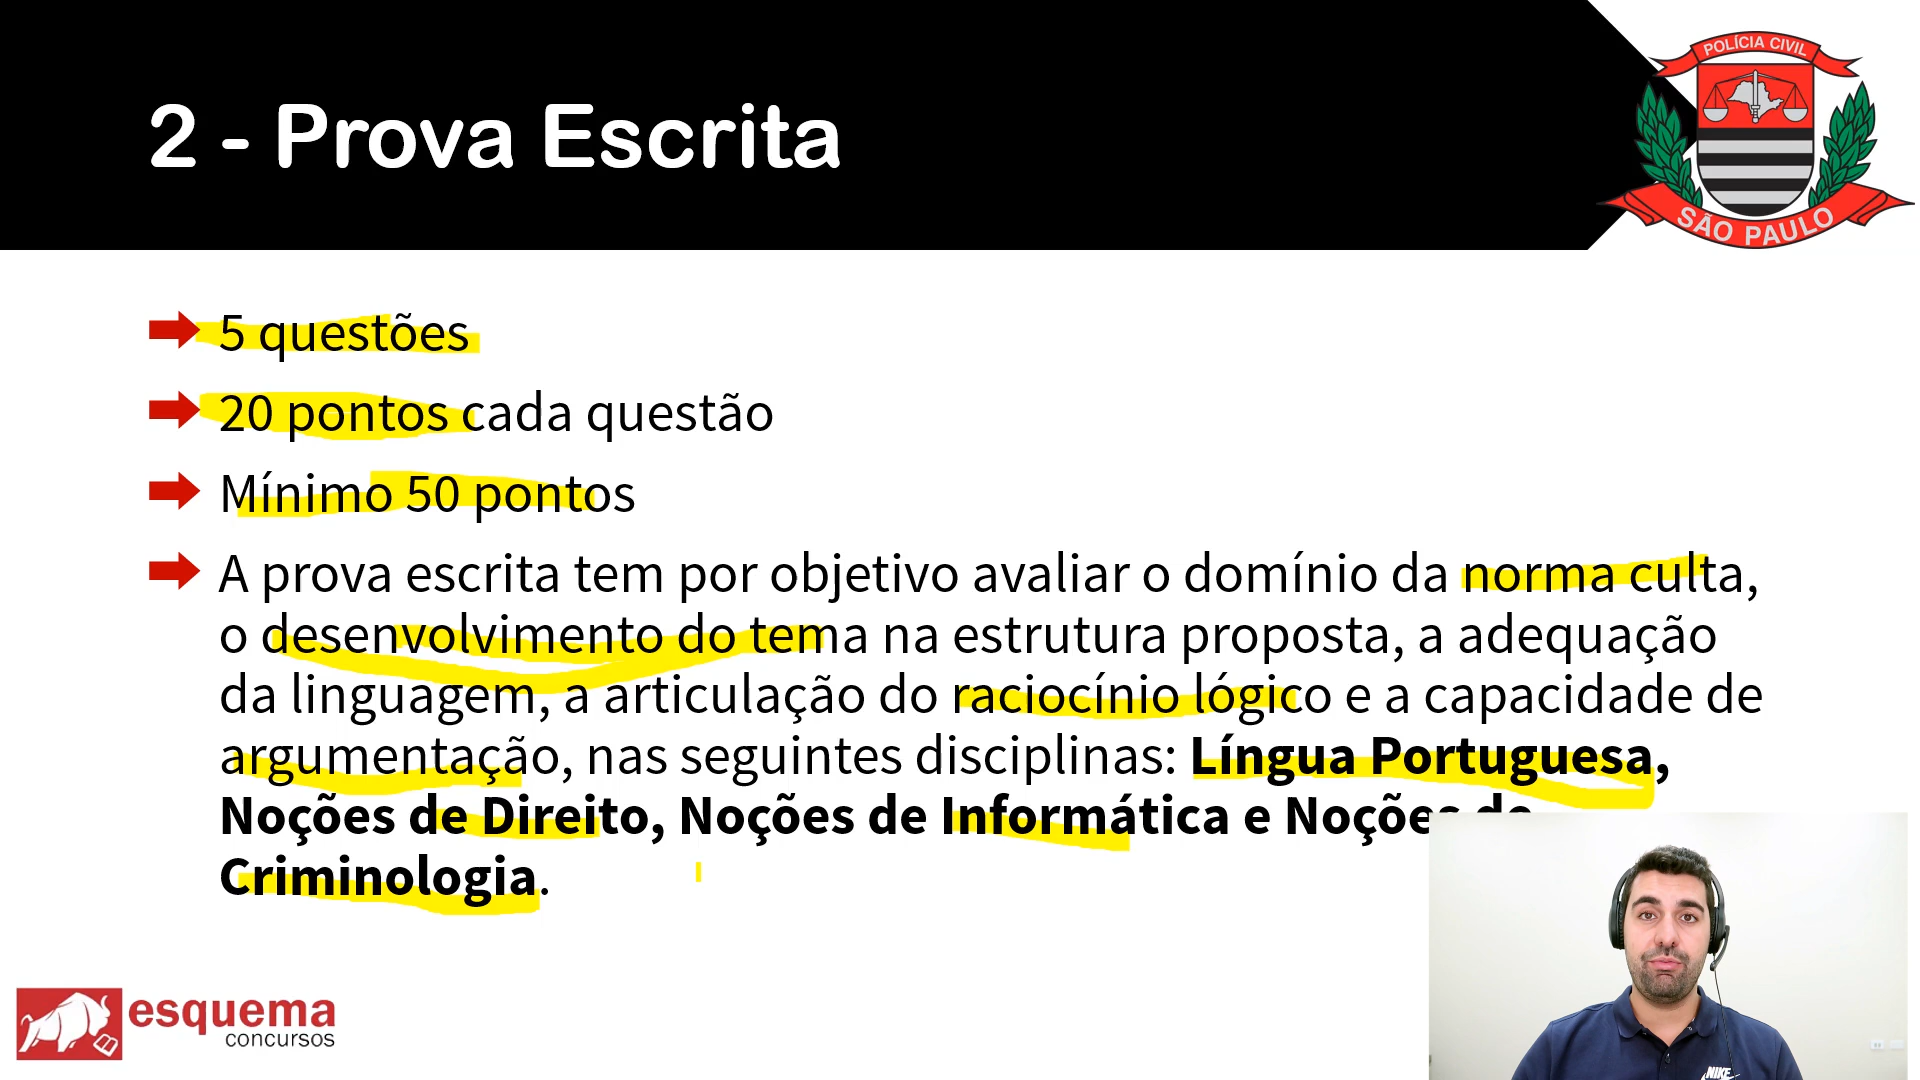 POLÍCIA CIVIL
SÃO PAULO
2 - Prova Escrita
5 questões
20 pontos cada questão
Mínimo 50 pontos
A prova escrita tem por objetivo avaliar o domínio da norma culta,
o desenvolvimento do tema na estrutura proposta, a adequação
da linguagem, a articulação do raciocínio lógico e a capacidade de
argumentação, nas seguintes disciplinas: Língua Portuguesa,
Noções de Direito, Noções de Informática e Noções de
Criminologia.
esquema
concursos
NIKE